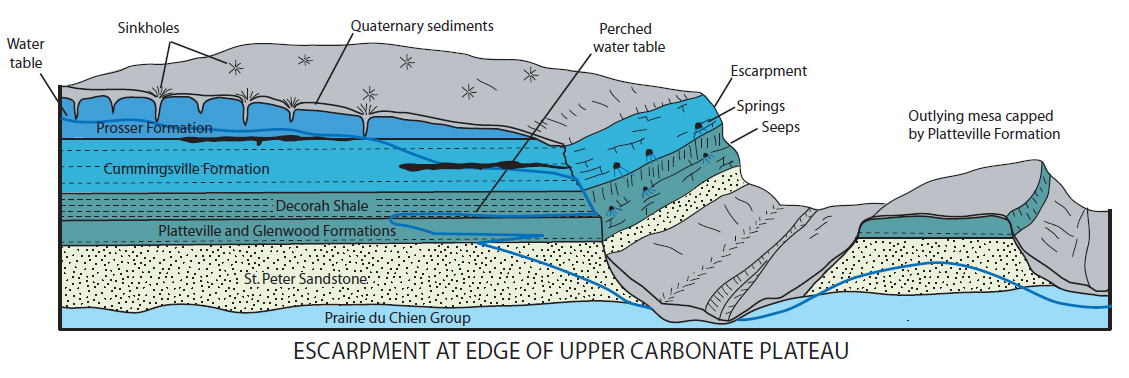 Sinkholes
Quaternary sediments
Perched
water table
Water
table
Escarpment
Springs
Seeps
Outlying mesa capped
by Platteville Formation
Prosser Formation
Cummingsville Formation
Decorah Shale
Platteville and Glenwood Formations
St. Peter Sandstone
Prairie du Chien Group
ESCARPMENT AT EDGE OF UPPER CARBONATE PLATEAU